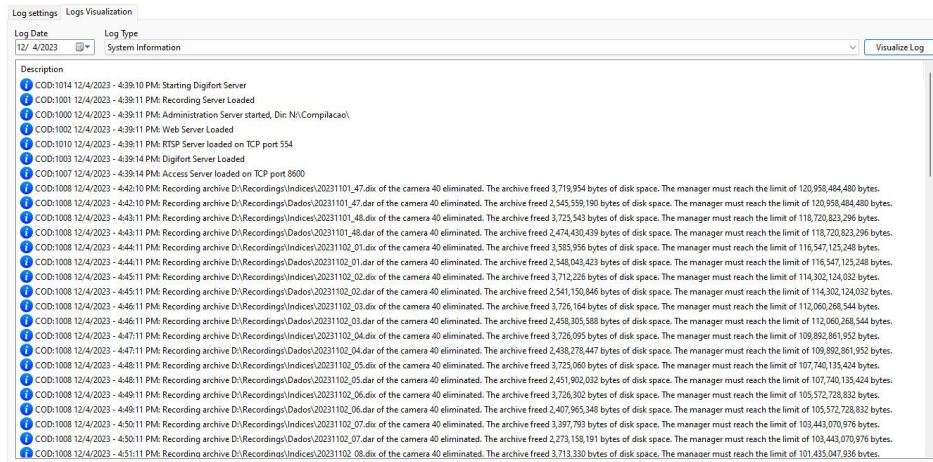 Log settings Logs Visualization
Log Date Log Type
12/ 4/2023 System Information Visualize Log
Description
COD:1014 12/4/2023 - 4:39:10 PM: Starting Digifort Server
COD:1001 12/4/2023 - 4:39:11 PM: Recording Server Loaded
COD:1000 12/4/2023 - 4:39:11 PM: Administration Server started, Dir: N:\Compilacao\
COD:1002 12/4/2023 - 4:39:11 PM: Web Server Loaded
COD:1010 12/4/2023 - 4:39:11 PM: RTSP Server loaded on TCP port 554
COD:1003 12/4/2023 - 4:39:14 PM: Digifort Server Loaded
COD:1007 12/4/2023 - 4:39:14 PM: Access Server loaded on TCP port 8600
COD:1008 12/4/2023 - 4:42:10 PM: Recording archive D:\Recordings\Indices\20231101_47.dix of the camera 40 eliminated. The archive freed 3,719,954 bytes of disk space. The manager must reach the limit of 120,958,484,480 bytes.
COD:1008 12/4/2023 - 4:42:10 PM: Recording archive D:\Recordings\Dados\20231101_47.dar of the camera 40 eliminated. The archive freed 2,545,559,190 bytes of disk space. The manager must reach the limit of 120,958,484,480 bytes.
COD:1008 12/4/2023 - 4:43:11 PM: Recording archive D:\Recordings\Indices\20231101_48.dix of the camera 40 eliminated. The archive freed 3,725,543 bytes of disk space. The manager must reach the limit of 118,720,823,296 bytes.
COD:1008 12/4/2023 - 4:43:11 PM: Recording archive D:\Recordings\Dados\20231101_48.dar of the camera 40 eliminated. The archive freed 2,474,430,439 bytes of disk space. The manager must reach the limit of 118,720,823,296 bytes.
COD:1008 12/4/2023 - 4:44:11 PM: Recording archive D:\Recordings\Indices\20231102_01.dix of the camera 40 eliminated. The archive freed 3,585,956 bytes of disk space. The manager must reach the limit of 116,547,125,248 bytes.
COD:1008 12/4/2023 - 4:44:11 PM: Recording archive D:\Recordings\Dados\20231102_01.dar of the camera 40 eliminated. The archive freed 2,548,043,423 bytes of disk space. The manager must reach the limit of 116,547,125,248 bytes.
COD:1008 12/4/2023 - 4:45:11 PM: Recording archive D:\Recordings\Indices\20231102_02.dix of the camera 40 eliminated. The archive freed 3,712,226 bytes of disk space. The manager must reach the limit of 114,302,124,032 bytes.
COD:1008 12/4/2023 - 4:45:11 PM: Recording archive D:\Recordings\Dados\20231102_02.dar of the camera 40 eliminated. The archive freed 2,541,150,846 bytes of disk space. The manager must reach the limit of 114,302,124,032 bytes.
COD:1008 12/4/2023 - 4:46:11 PM: Recording archive D:\Recordings\Indices\20231102_03.dix of the camera 40 eliminated. The archive freed 3,726,164 bytes of disk space. The manager must reach the limit of 112,060,268,544 bytes.
COD:1008 12/4/2023 - 4:46:11 PM: Recording archive D:\Recordings\Dados\20231102_03.dar of the camera 40 eliminated. The archive freed 2,458,305,588 bytes of disk space. The manager must reach the limit of 112,060,268,544 bytes.
COD:1008 12/4/2023 - 4:47:11 PM: Recording archive D:\Recordings\Indices\20231102_04.dix of the camera 40 eliminated. The archive freed 3,726,095 bytes of disk space. The manager must reach the limit of 109,892,861,952 bytes.
COD:1008 12/4/2023 - 4:47:11 PM: Recording archive D:\Recordings\Dados\20231102_04.dar of the camera 40 eliminated. The archive freed 2,438,278,447 bytes of disk space. The manager must reach the limit of 109,892,861,952 bytes.
COD:1008 12/4/2023 - 4:48:11 PM: Recording archive D:\Recordings\Indices\20231102_05.dix of the camera 40 eliminated. The archive freed 3,725,060 bytes of disk space. The manager must reach the limit of 107,740,135,424 bytes.
COD:1008 12/4/2023 - 4:48:11 PM: Recording archive D:\Recordings\Dados\20231102_05.dar of the camera 40 eliminated. The archive freed 2,451,902,032 bytes of disk space. The manager must reach the limit of 107,740,135,424 bytes.
COD:1008 12/4/2023 - 4:49:11 PM: Recording archive D:\Recordings\Indices\20231102_06.dix of the camera 40 eliminated. The archive freed 3,726,302 bytes of disk space. The manager must reach the limit of 105,572,728,832 bytes.
COD:1008 12/4/2023 - 4:49:11 PM: Recording archive D:\Recordings\Dados\20231102_06.dar of the camera 40 eliminated. The archive freed 2,407,965,348 bytes of disk space. The manager must reach the limit of 105,572,728,832 bytes.
COD:1008 12/4/2023 - 4:50:11 PM: Recording archive D:\Recordings\Indices\20231102_07.dix of the camera 40 eliminated. The archive freed 3,397,793 bytes of disk space. The manager must reach the limit of 103,443,070,976 bytes.
COD:1008 12/4/2023 - 4:50:11 PM: Recording archive D:\Recordings\Dados\20231102_07.dar of the camera 40 eliminated. The archive freed 2,273,158,191 bytes of disk space. The manager must reach the limit of 103,443,070,976 bytes.
COD:1008 12/4/2023 - 4:51:11 PM: Recording archive D:\Recordings\Indices\20231102_08.dix of the camera 40 eliminated. The archive freed 3,713,330 bytes of disk space. The manager must reach the limit of 101,435,047,936 bytes.